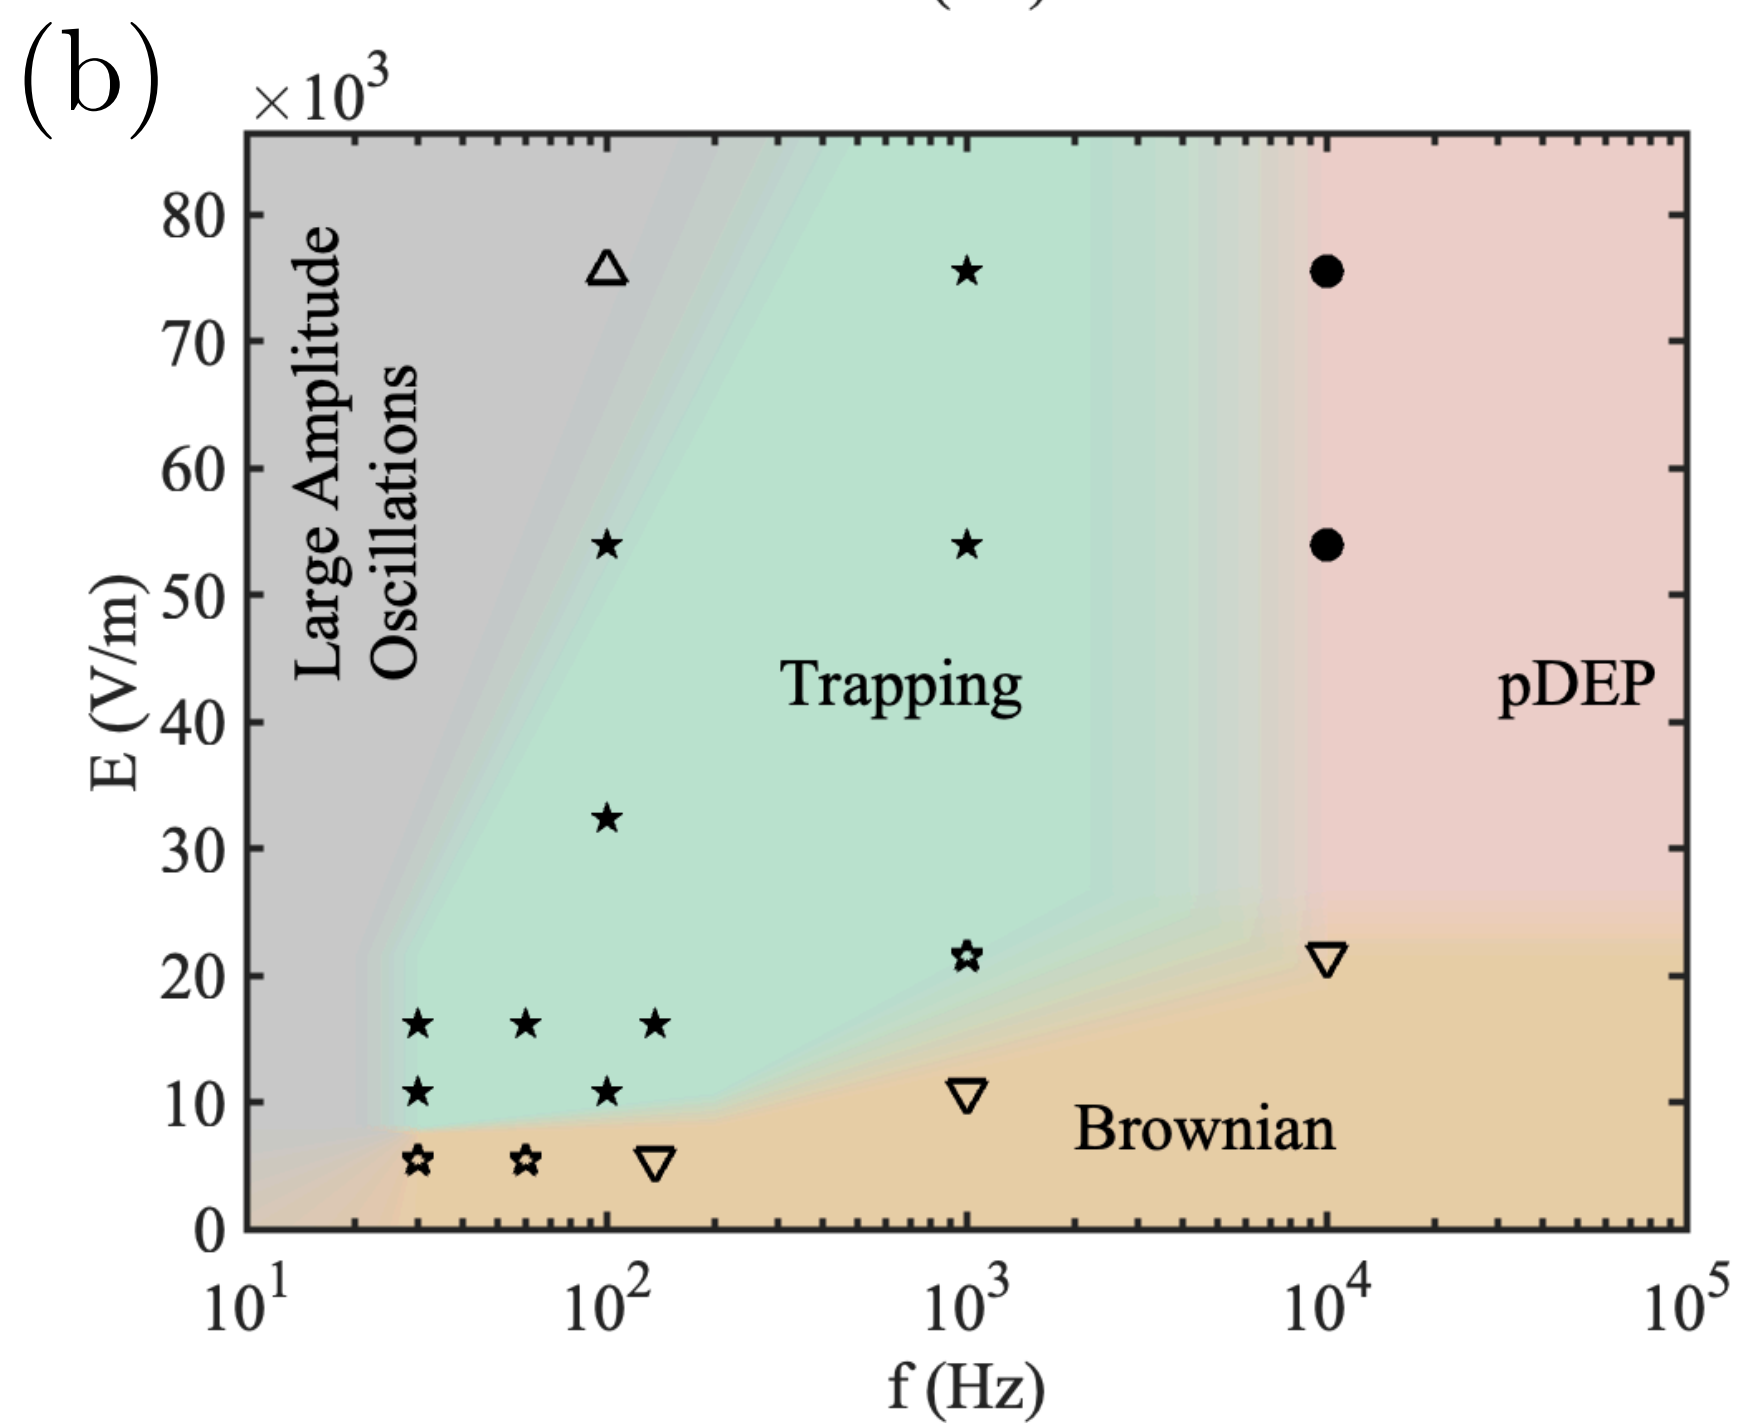 (b)
×10³
80
70
60
50
40
30
20
10
0
E (V/m)
Large Amplitude
Oscillations
Trapping
pDEP
Brownian
10¹ 10² 10³ 10⁴ 10⁵
f (Hz)